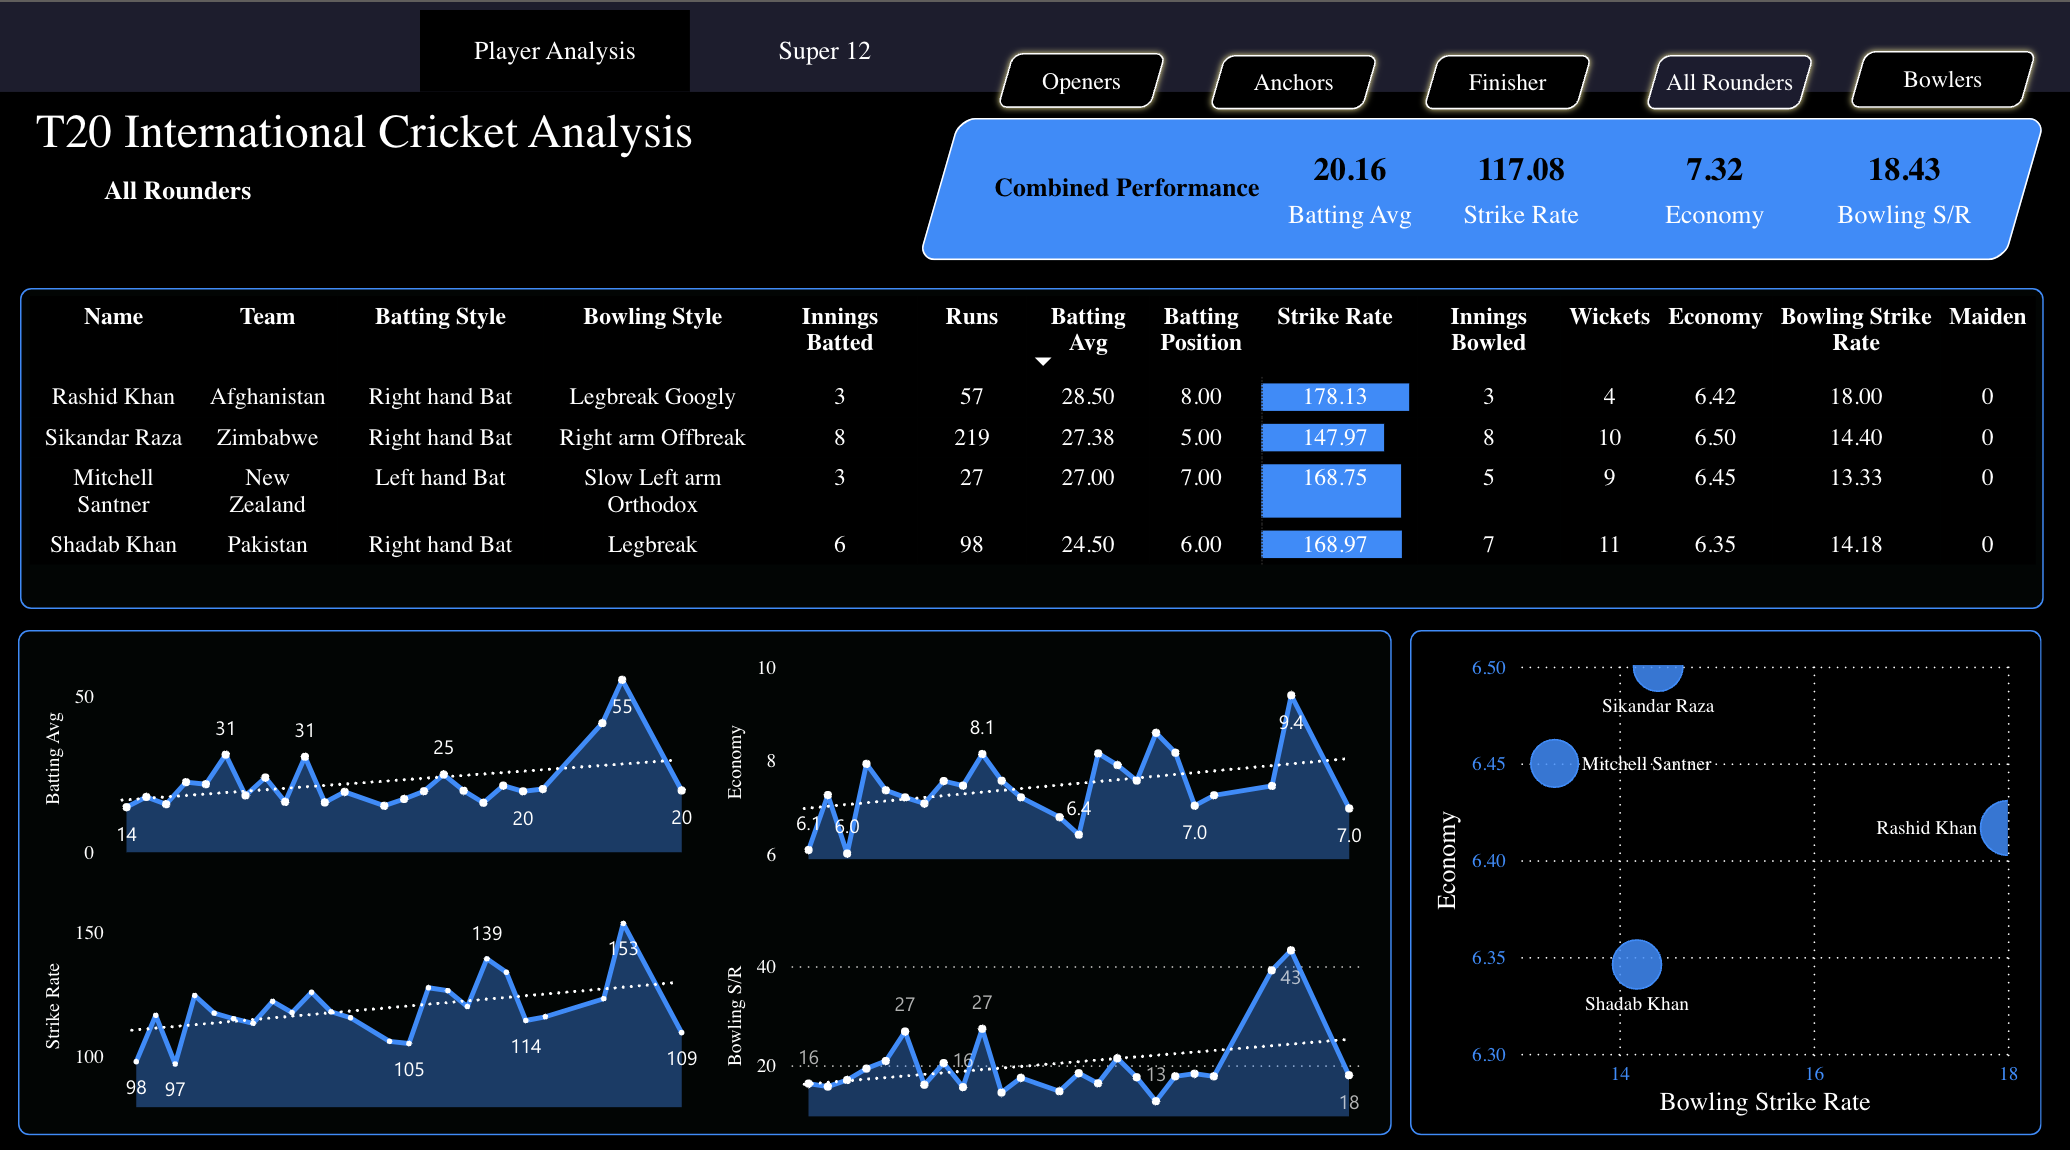 Player Analysis
Super 12
Openers
Anchors
Finisher
All Rounders
Bowlers
T20 International Cricket Analysis
All Rounders
Combined Performance
20.16 117.08 7.32 18.43
Batting Avg Strike Rate Economy Bowling S/R
Name Team Batting Style Bowling Style Innings Runs Batting Batting Strike Rate Innings Wickets Economy Bowling Strike Maiden
Batted Avg Position Bowled Rate
Rashid Khan Afghanistan Right hand Bat Legbreak Googly 3 57 28.50 8.00 178.13 3 4 6.42 18.00 0
Sikandar Raza Zimbabwe Right hand Bat Right arm Offbreak 8 219 27.38 5.00 147.97 8 10 6.50 14.40 0
Mitchell New Left hand Bat Slow Left arm 3 27 27.00 7.00 168.75 5 9 6.45 13.33 0
Santner Zealand Orthodox
Shadab Khan Pakistan Right hand Bat Legbreak 6 98 24.50 6.00 168.97 7 11 6.35 14.18 0
Batting Avg
50
0
14
31
31
25
20
55
20
Economy
10
8
6
6.1
6.0
8.1
6.4
7.0
9.4
7.0
Strike Rate
150
100
98
97
105
139
114
153
109
Bowling S/R
40
20
16
27
16
27
13
43
18
Economy
6.50
6.45
6.40
6.35
6.30
Sikandar Raza
Mitchell Santner
Rashid Khan
Shadab Khan
14 16 18
Bowling Strike Rate